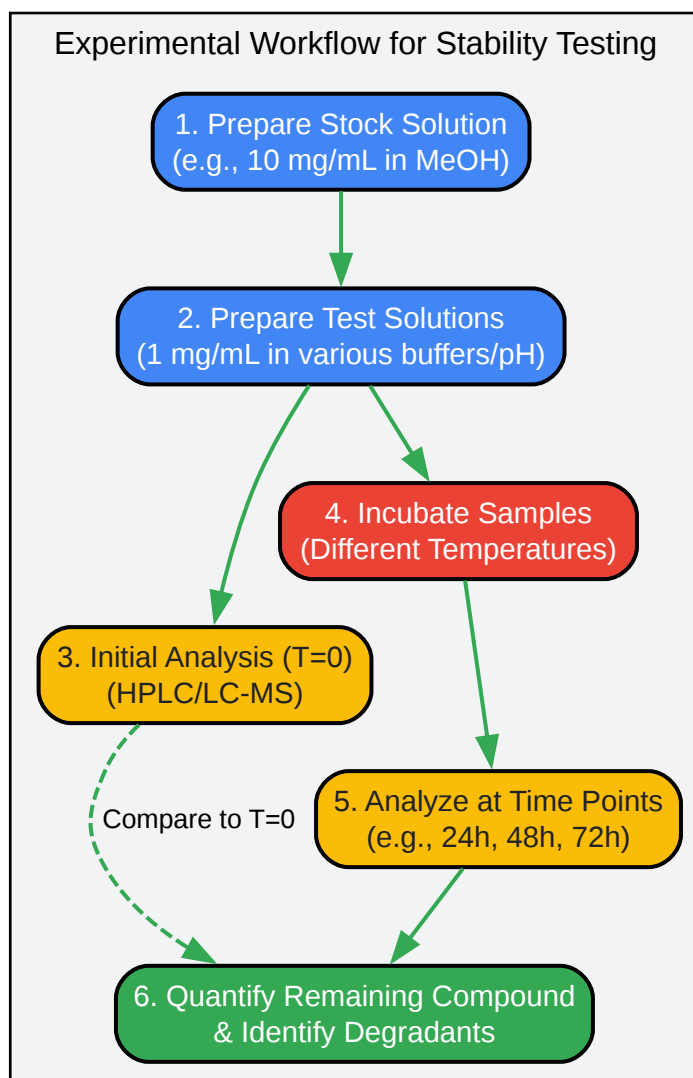 Experimental Workflow for Stability Testing
1. Prepare Stock Solution
(e.g., 10 mg/mL in MeOH)
2. Prepare Test Solutions
(1 mg/mL in various buffers/pH)
4. Incubate Samples
(Different Temperatures)
3. Initial Analysis (T=0)
(HPLC/LC-MS)
Compare to T=0
5. Analyze at Time Points
(e.g., 24h, 48h, 72h)
6. Quantify Remaining Compound
& Identify Degradants